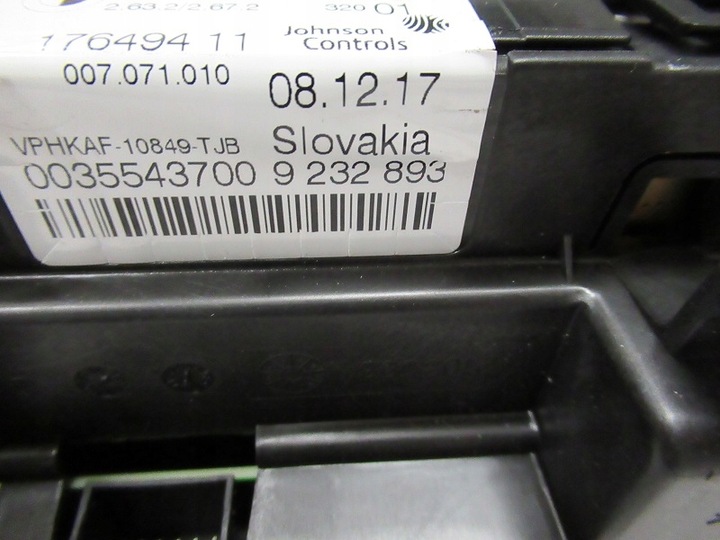 2.63.2/2.67.2
320 01
176494 11
Johnson
Controls
007.071.010
08.12.17
VPHKAF-10849-TJB
Slovakia
0035543700 9 232 893